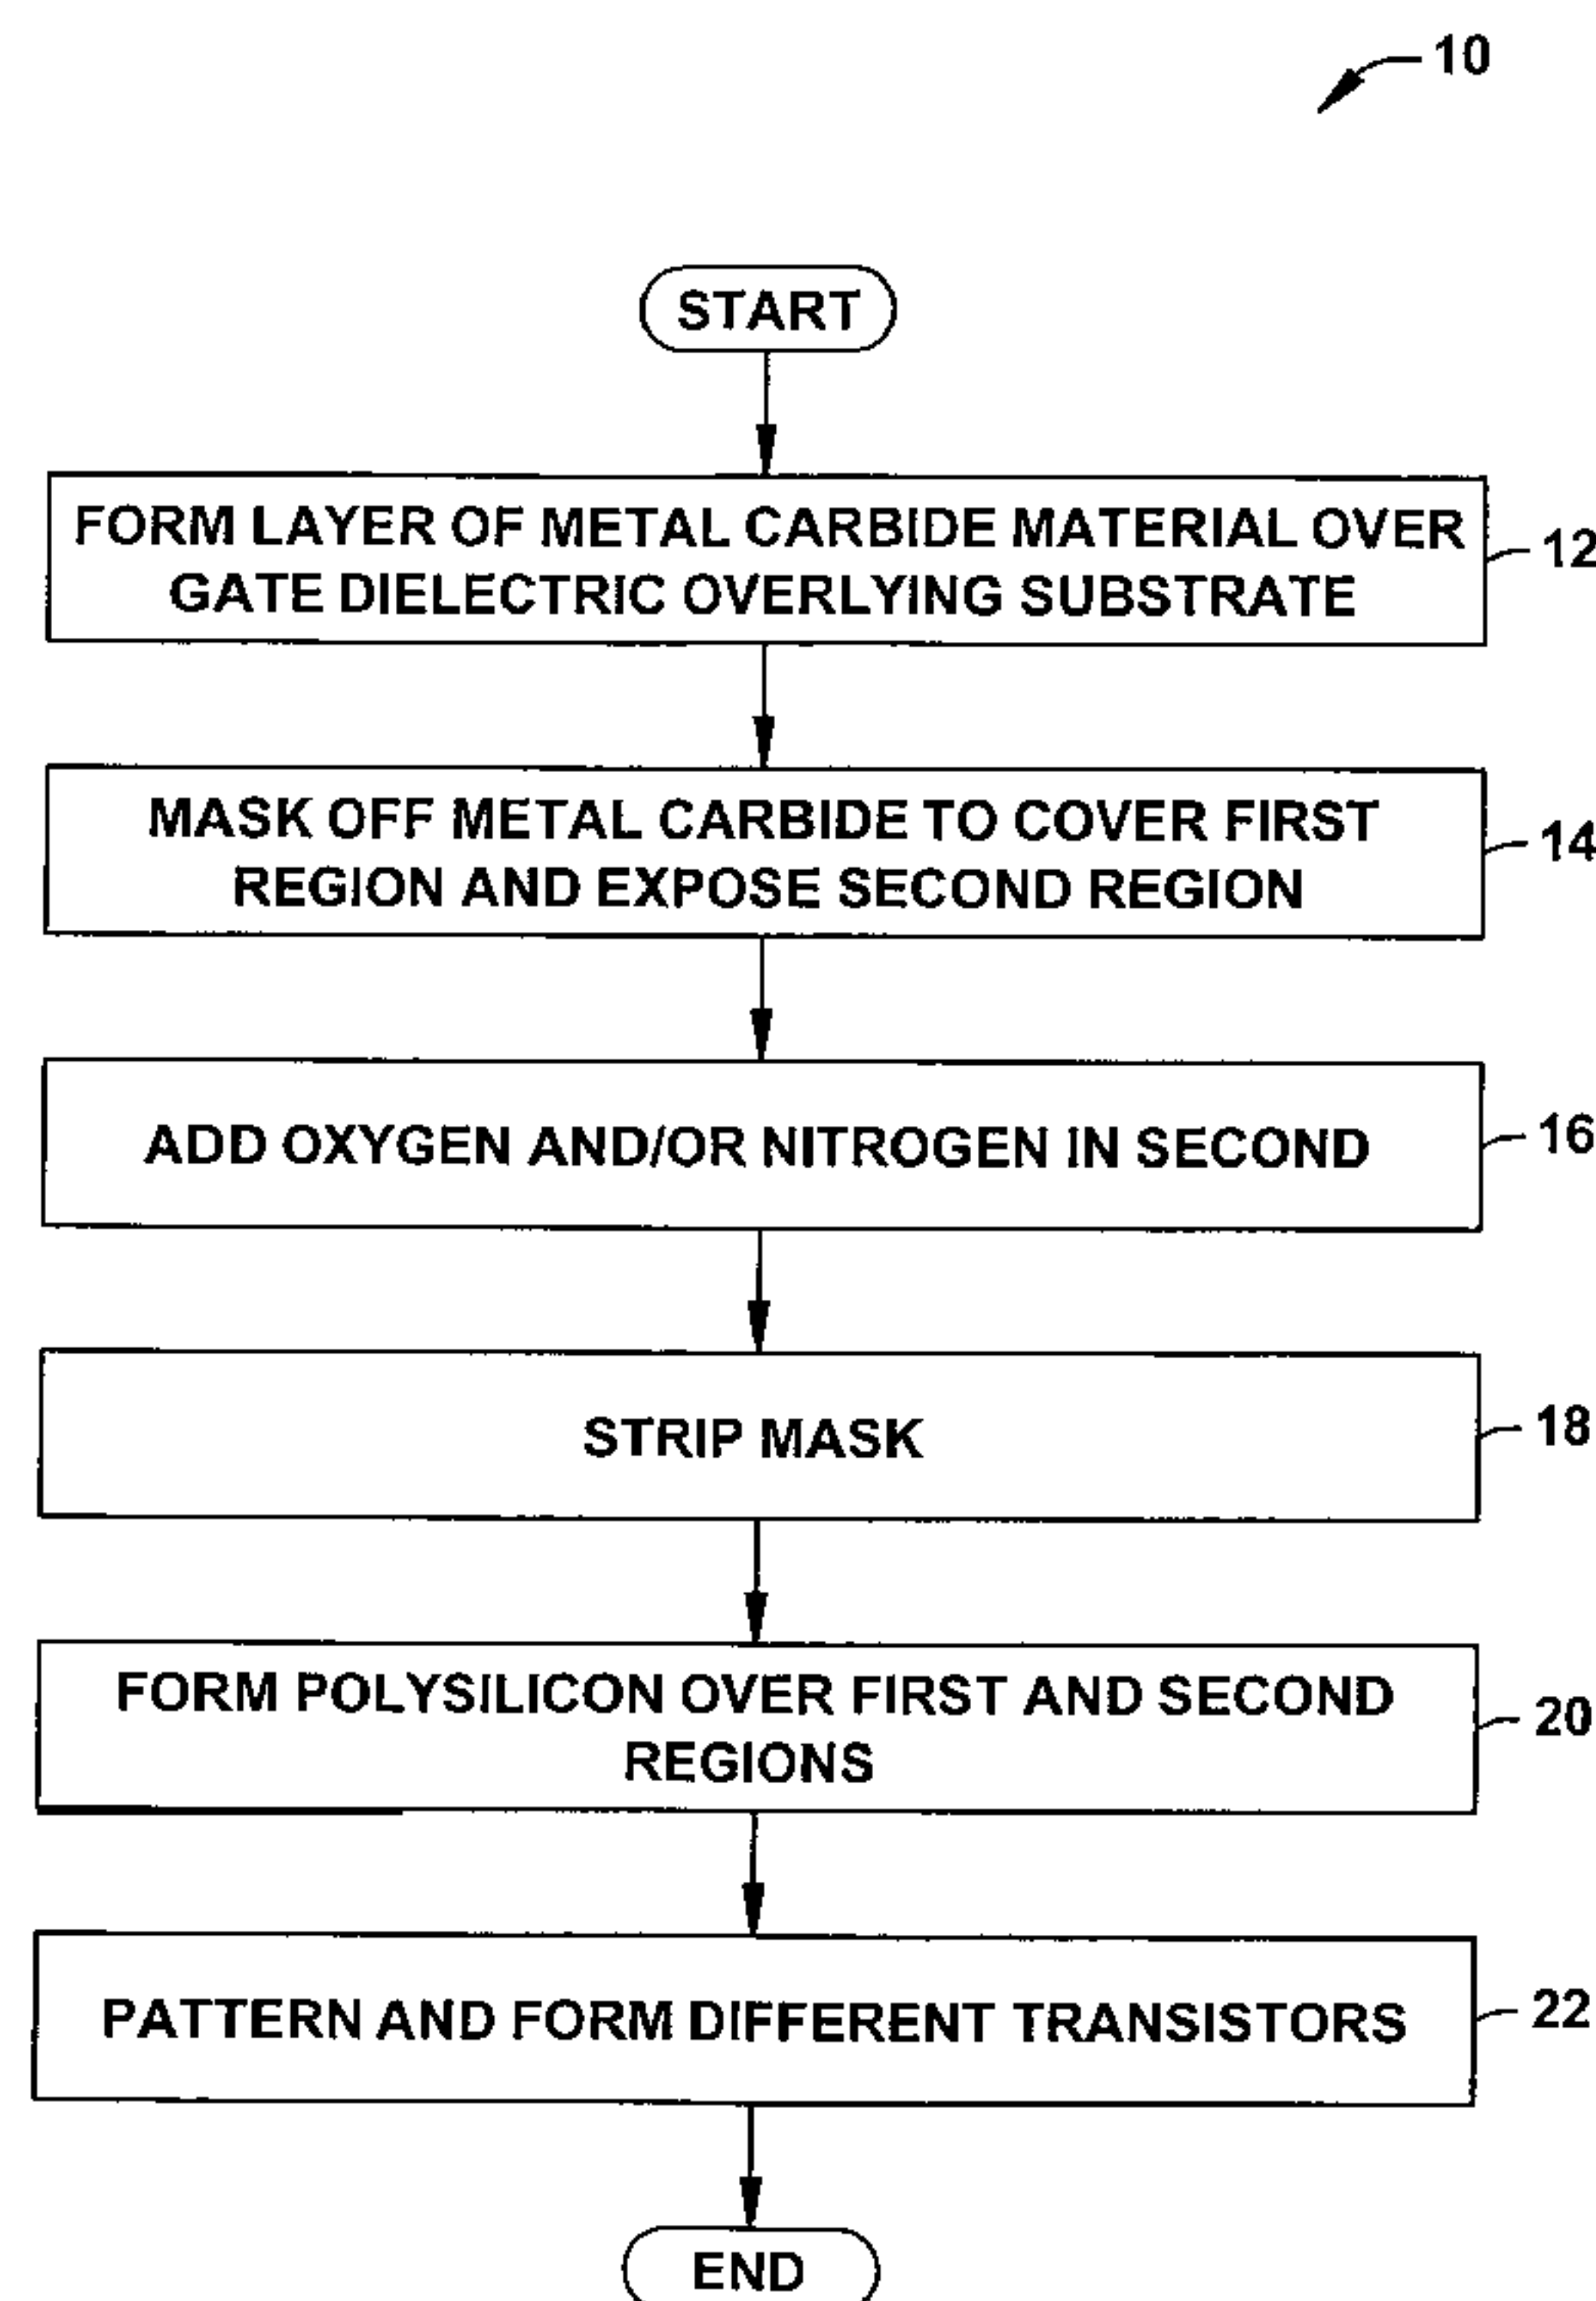 10
START
FORM LAYER OF METAL CARBIDE MATERIAL OVER
GATE DIELECTRIC OVERLYING SUBSTRATE
12
MASK OFF METAL CARBIDE TO COVER FIRST
REGION AND EXPOSE SECOND REGION
14
ADD OXYGEN AND/OR NITROGEN IN SECOND
16
STRIP MASK
18
FORM POLYSILICON OVER FIRST AND SECOND
REGIONS
20
PATTERN AND FORM DIFFERENT TRANSISTORS
22
END